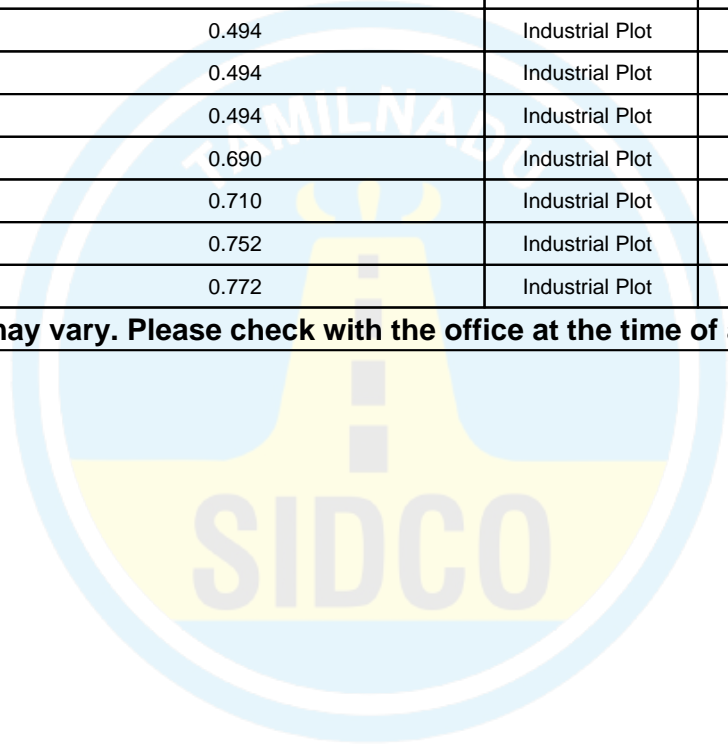 0.494 Industrial Plot
0.494 Industrial Plot
0.494 Industrial Plot
0.690 Industrial Plot
0.710 Industrial Plot
0.752 Industrial Plot
0.772 Industrial Plot
may vary. Please check with the office at the time of
TAMILNADU
SIDCO